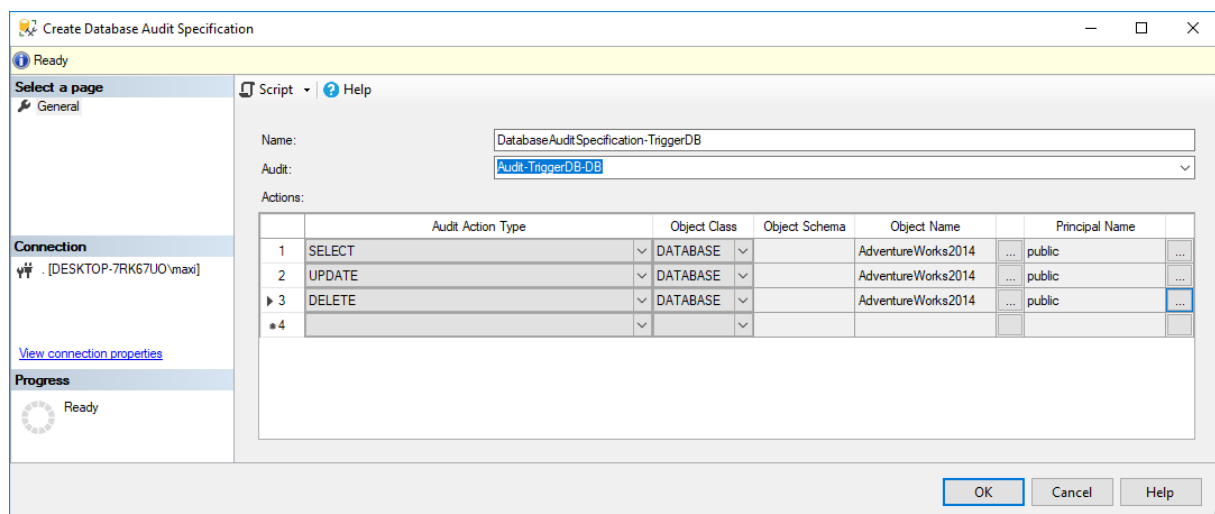 Create Database Audit Specification
Ready
Select a page
General
Script
Help
Name:
DatabaseAuditSpecification-TriggerDB
Audit:
Audit-TriggerDB-DB
Actions:
Audit Action Type Object Class Object Schema Object Name Principal Name
1 SELECT DATABASE AdventureWorks2014 ... public ...
2 UPDATE DATABASE AdventureWorks2014 ... public ...
3 DELETE DATABASE AdventureWorks2014 ... public ...
4
Connection
. [DESKTOP-7RK67UO\maxi]
View connection properties
Progress
Ready
OK Cancel Help